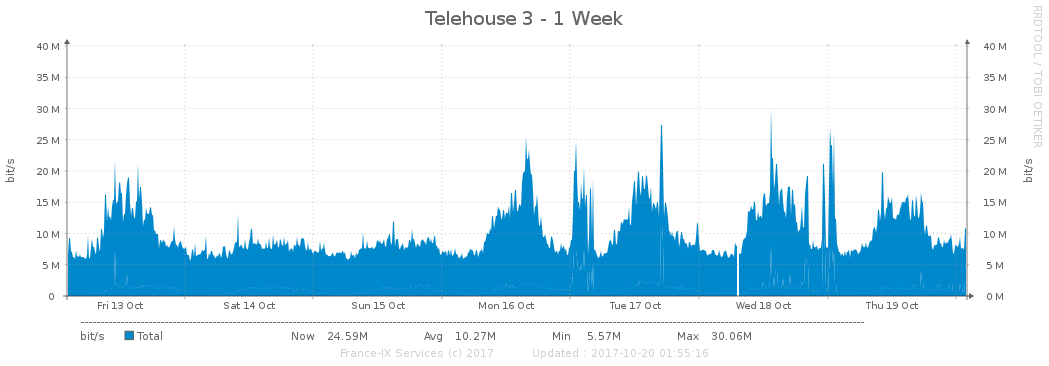 Telehouse 3 - 1 Week
RRDTOOL / TOBI OETIKER
bit/s
bit/s
40 M 40 M
35 M 35 M
30 M 30 M
25 M 25 M
20 M 20 M
15 M 15 M
10 M 10 M
5 M 5 M
0 0 M
Fri 13 Oct Sat 14 Oct Sun 15 Oct Mon 16 Oct Tue 17 Oct Wed 18 Oct Thu 19 Oct
bit/s Total Now 24.59M Avg 10.27M Min 5.57M Max 30.06M
France-IX Services (c) 2017 Updated : 2017-10-20 01:55:16